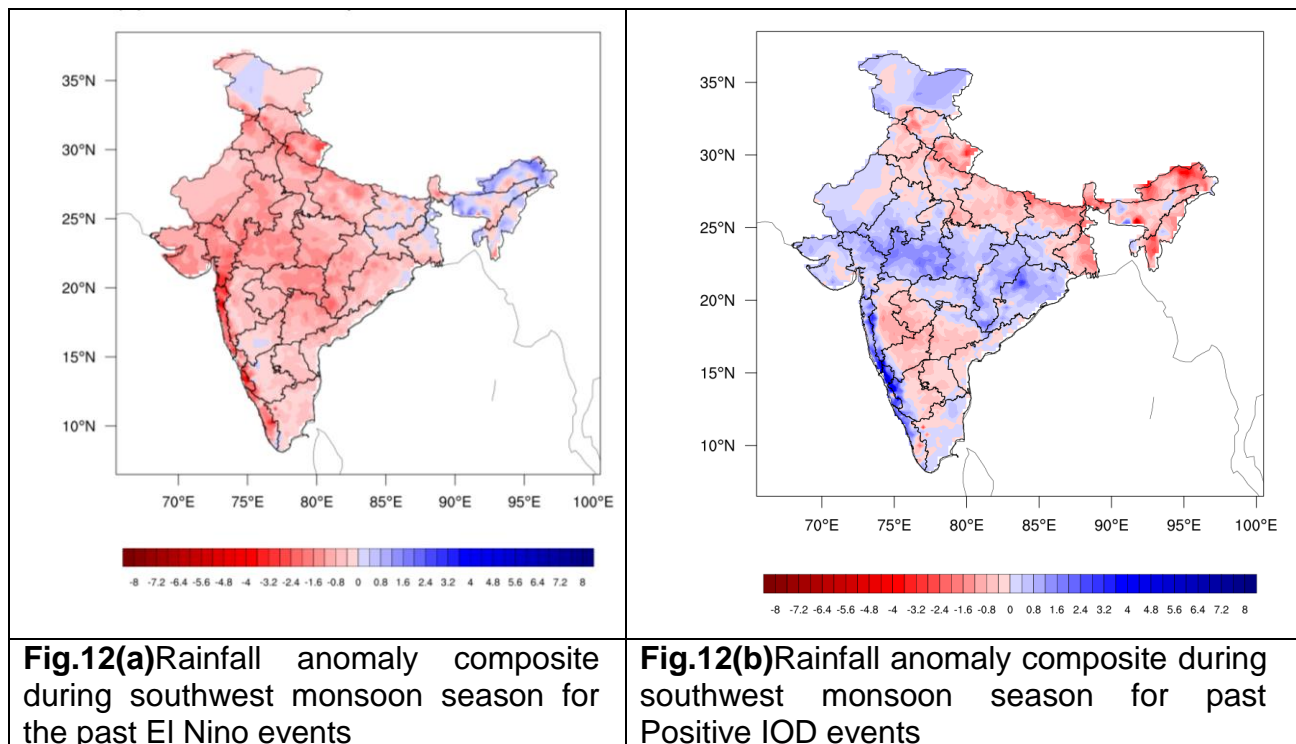 35°N
30°N
25°N
20°N
15°N
10°N
70°E 75°E 80°E 85°E 90°E 95°E 100°E
-8 -7.2 -6.4 -5.6 -4.8 -4 -3.2 -2.4 -1.6 -0.8 0 0.8 1.6 2.4 3.2 4 4.8 5.6 6.4 7.2 8
Fig.12(a)Rainfall anomaly composite
during southwest monsoon season for
the past El Nino events
35°N
30°N
25°N
20°N
15°N
10°N
70°E 75°E 80°E 85°E 90°E 95°E 100°E
-8 -7.2 -6.4 -5.6 -4.8 -4 -3.2 -2.4 -1.6 -0.8 0 0.8 1.6 2.4 3.2 4 4.8 5.6 6.4 7.2 8
Fig.12(b)Rainfall anomaly composite during
southwest monsoon season for past
Positive IOD events